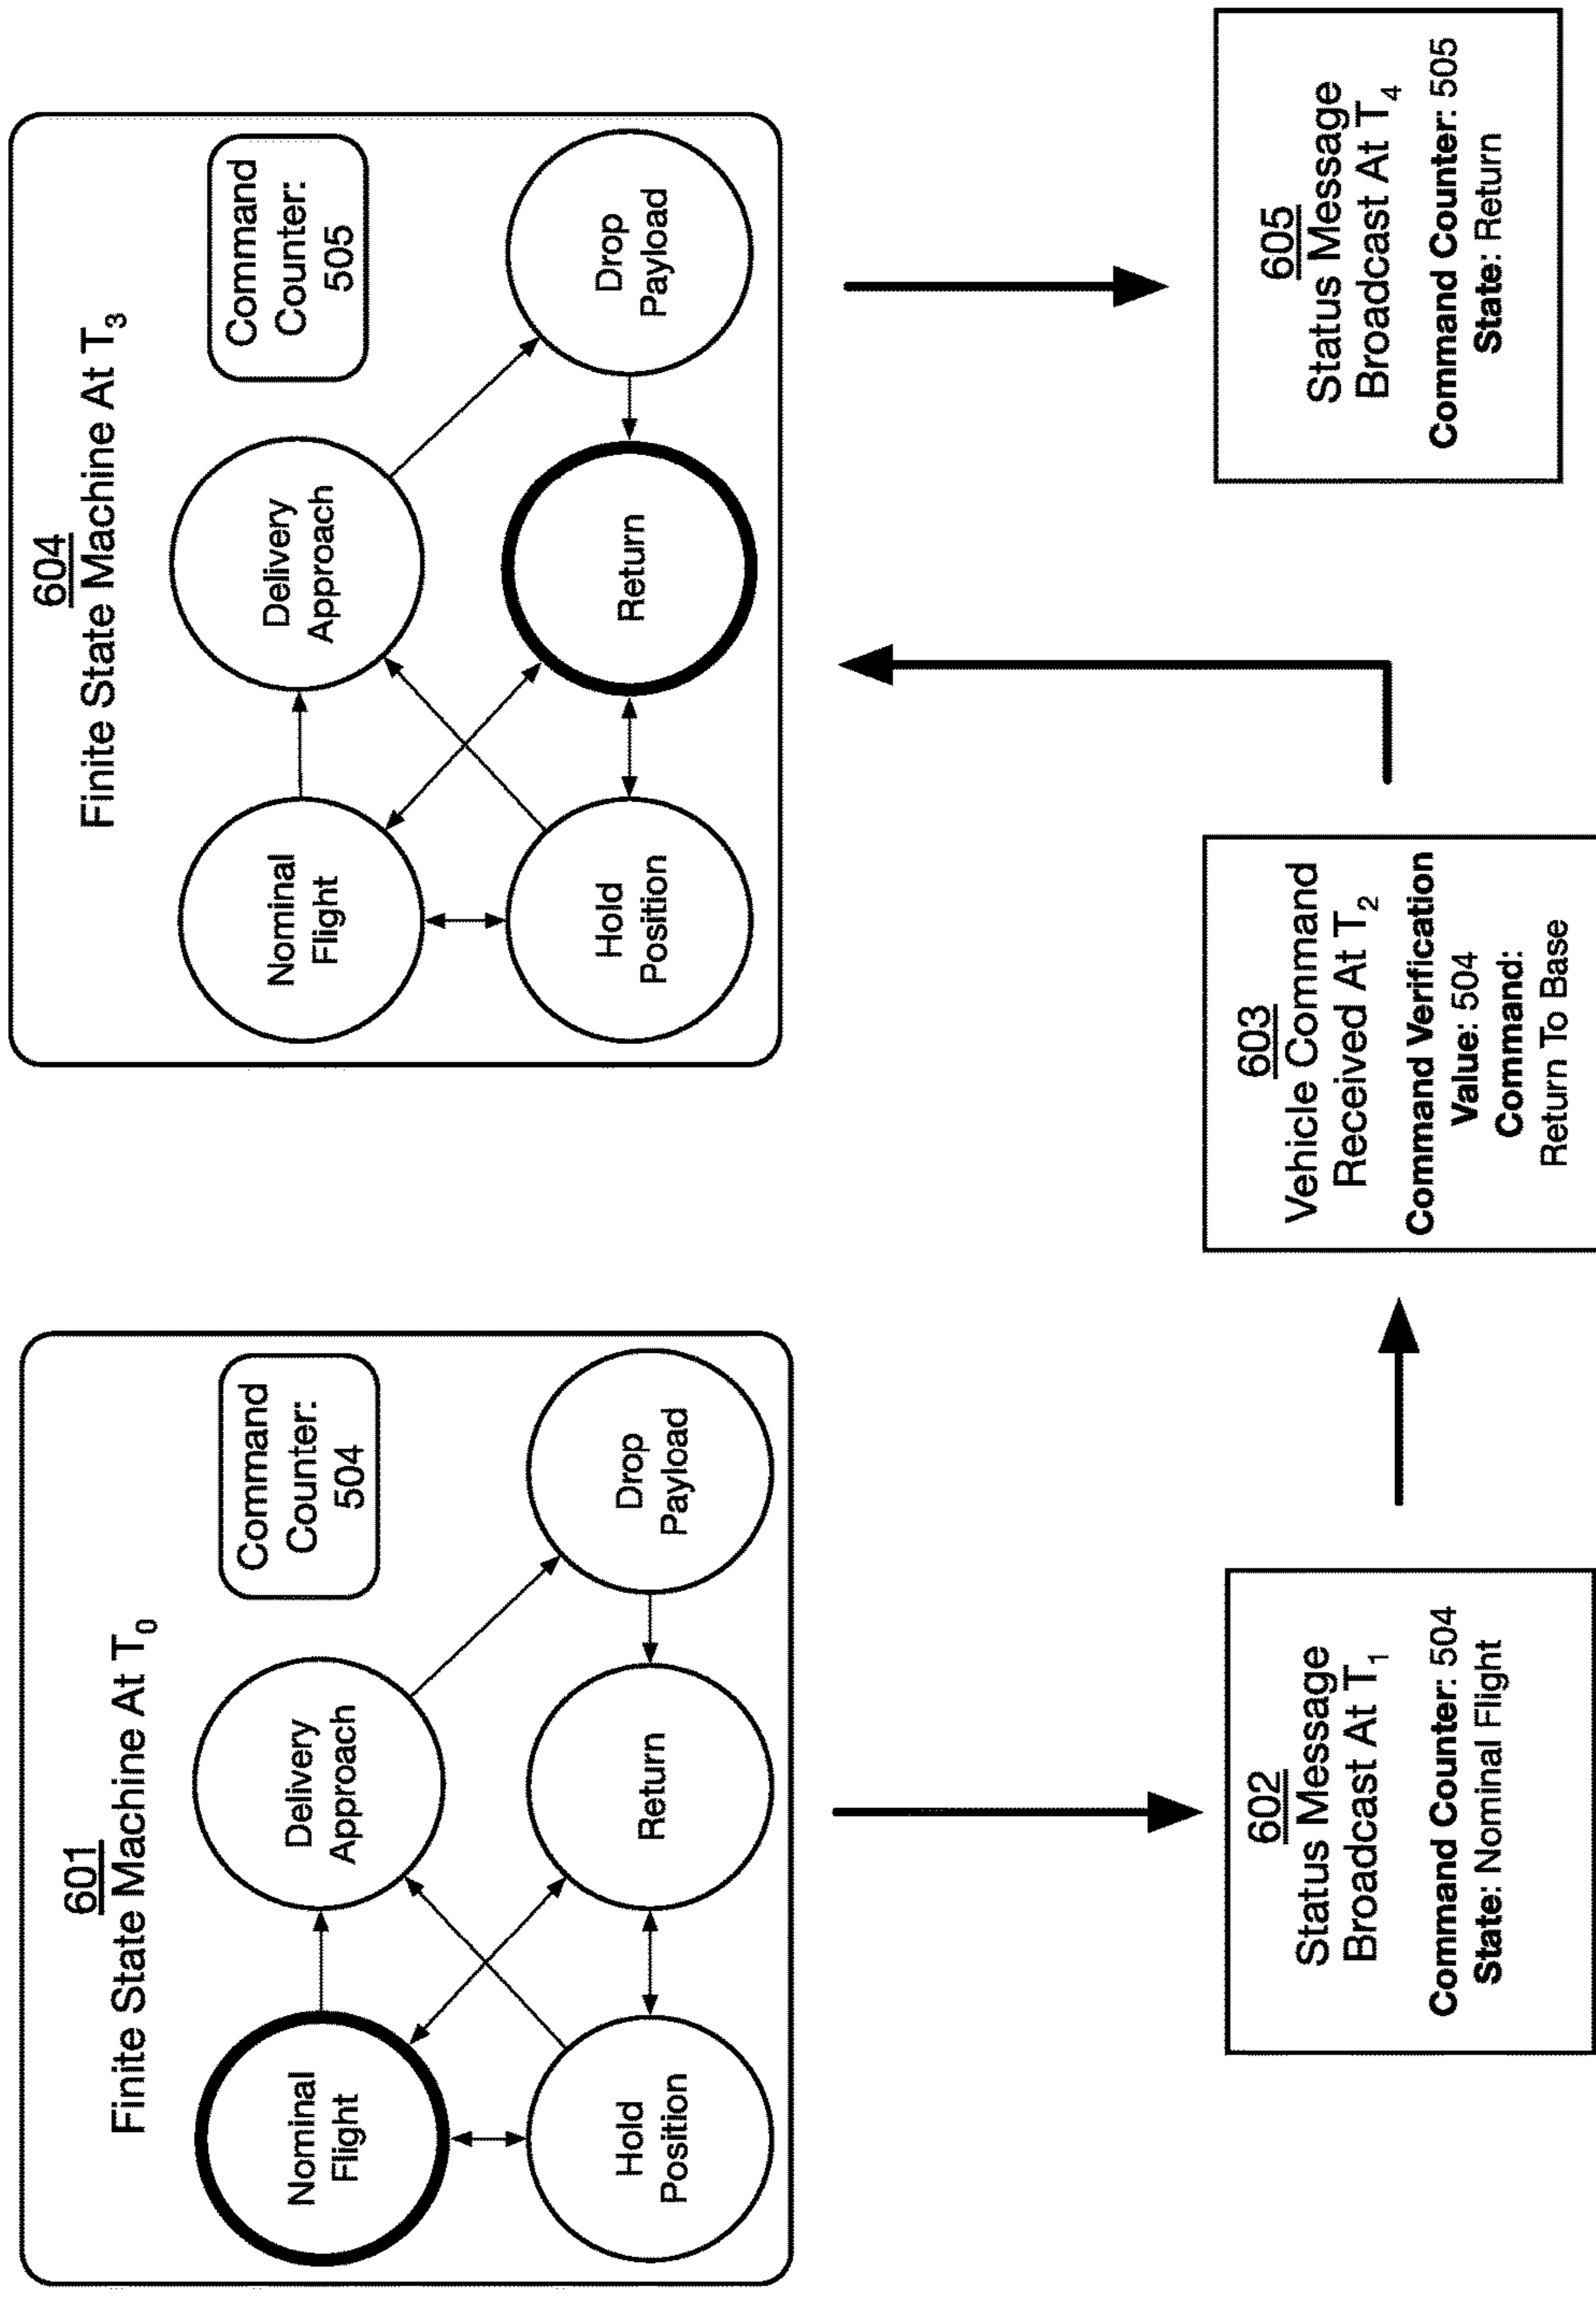 601
Finite State Machine At T0
Nominal
Flight
Delivery
Approach
Command
Counter:
504
Hold
Position
Return
Drop
Payload
602
Status Message
Broadcast At T1
Command Counter: 504
State: Nominal Flight
603
Vehicle Command
Received At T2
Command Verification
Value: 504
Command:
Return To Base
604
Finite State Machine At T3
Nominal
Flight
Delivery
Approach
Command
Counter:
505
Hold
Position
Return
Drop
Payload
605
Status Message
Broadcast At T4
Command Counter: 505
State: Return